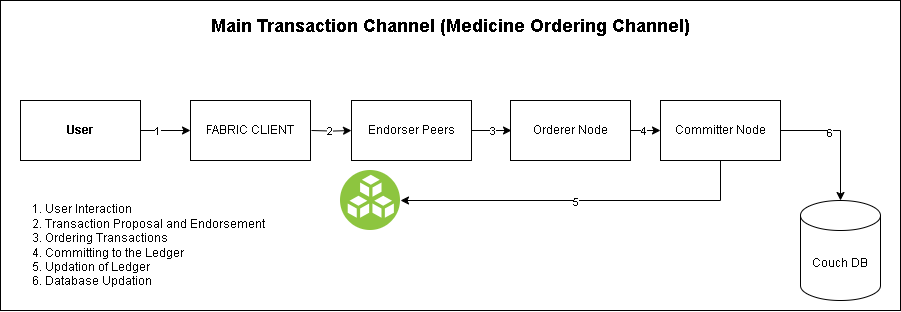 Main Transaction Channel (Medicine Ordering Channel)
User
1
FABRIC CLIENT
2
Endorser Peers
3
Orderer Node
4
Committer Node
6
5
Couch DB
1. User Interaction
2. Transaction Proposal and Endorsement
3. Ordering Transactions
4. Committing to the Ledger
5. Updation of Ledger
6. Database Updation